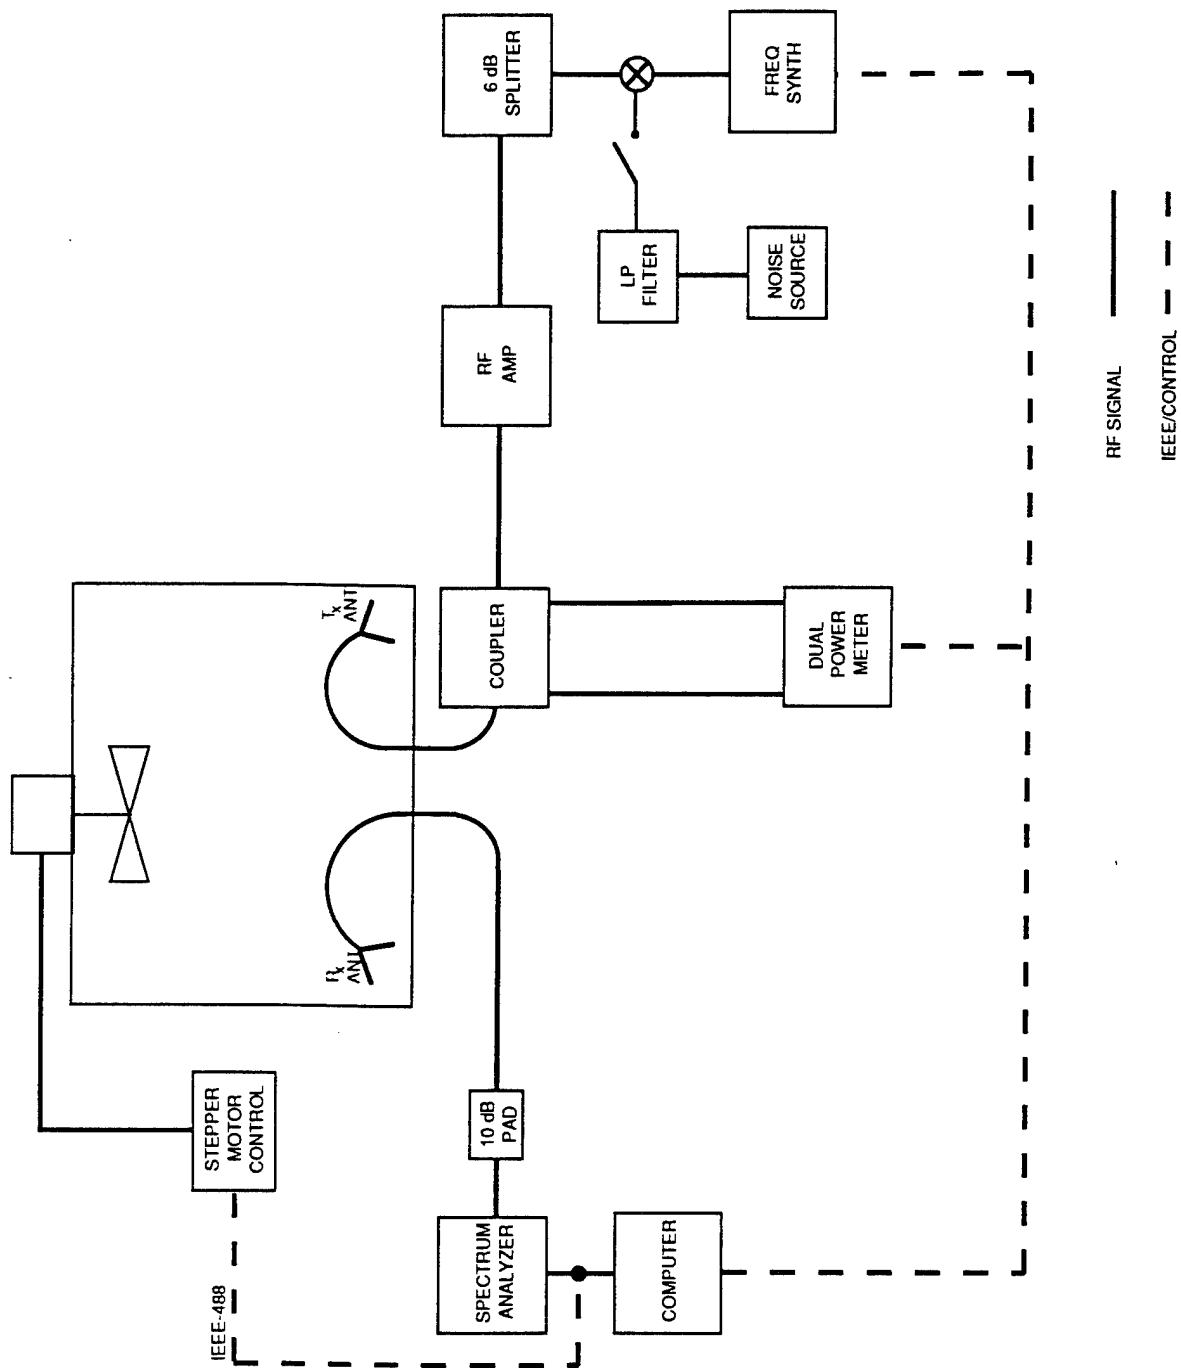 STEPPER
MOTOR
CONTROL
IEEE-488
Rx
ANT
Tx
ANT
SPECTRUM
ANALYZER
10 dB
PAD
COUPLER
RF
AMP
6 dB
SPLITTER
COMPUTER
DUAL
POWER
METER
LP
FILTER
NOISE
SOURCE
FREQ
SYNTH
RF SIGNAL
IEEE/CONTROL